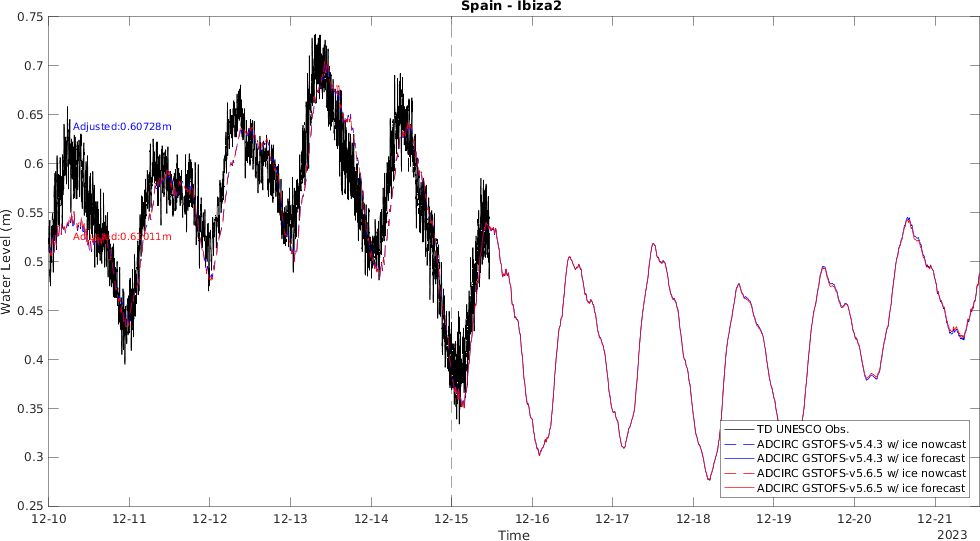 Spain - Ibiza2
0.75
0.7
0.65
0.6
0.55
0.5
0.45
0.4
0.35
0.3
0.25
Water Level (m)
Adjusted:0.60728m
Adjusted:0.61011m
TD UNESCO Obs.
ADCIRC GSTOFS-v5.4.3 w/ ice nowcast
ADCIRC GSTOFS-v5.4.3 w/ ice forecast
ADCIRC GSTOFS-v5.6.5 w/ ice nowcast
ADCIRC GSTOFS-v5.6.5 w/ ice forecast
12-10 12-11 12-12 12-13 12-14 12-15 12-16 12-17 12-18 12-19 12-20 12-21
Time
2023